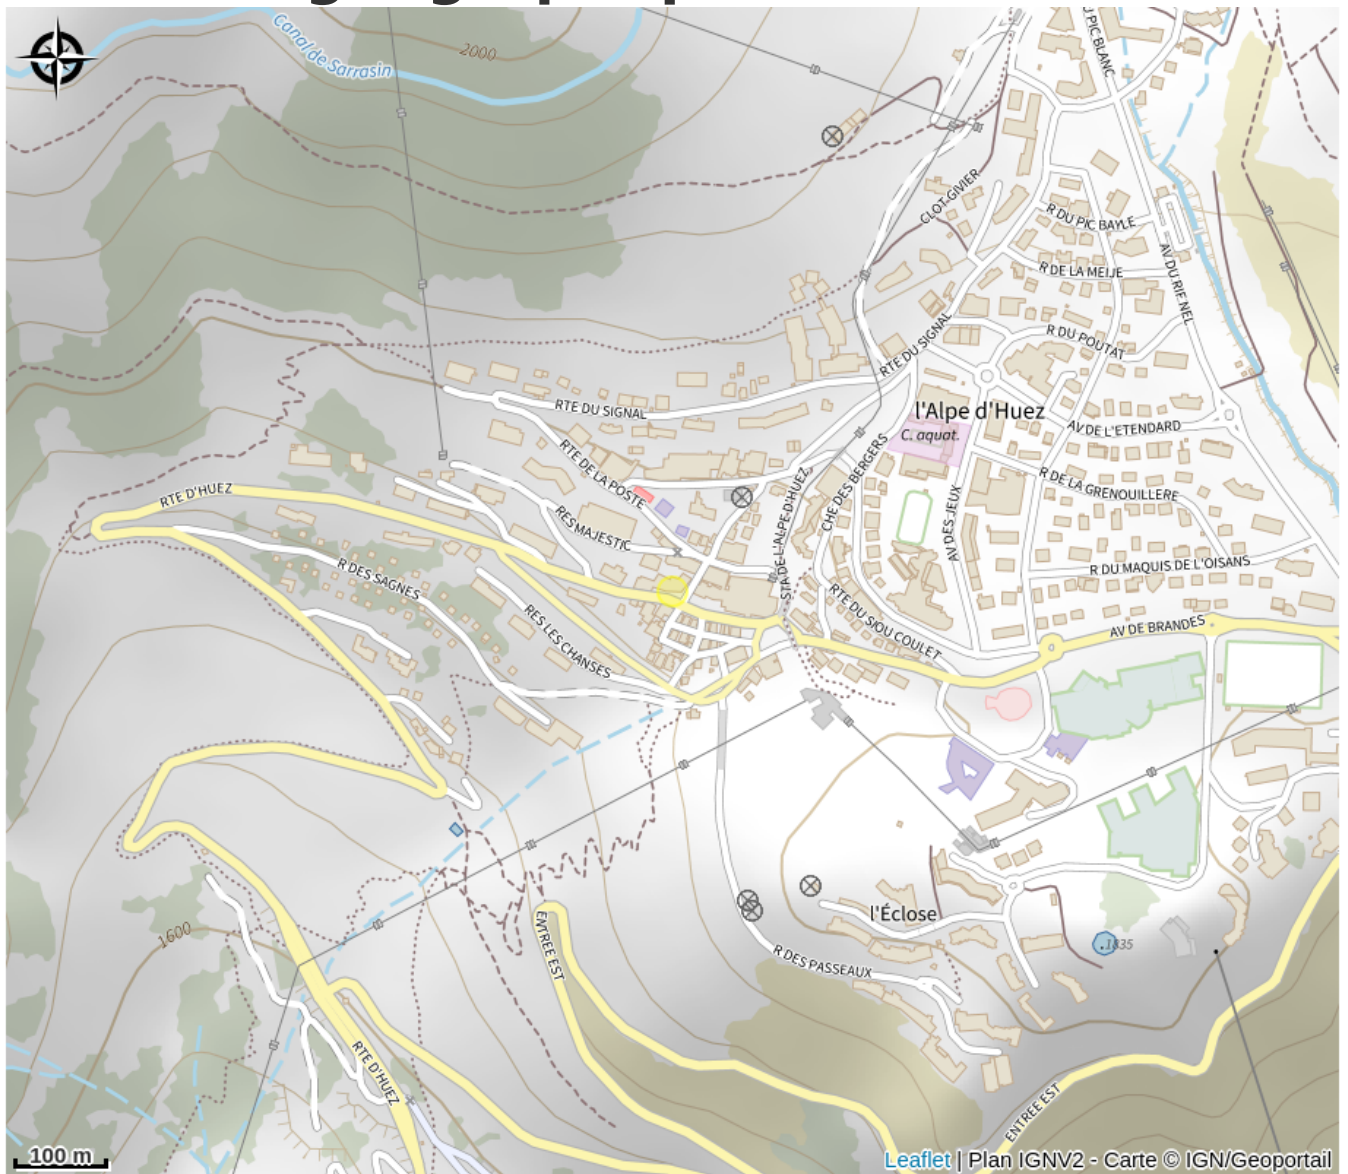 Canal de Sarrasin
2000
U PIC BLANC
CLOT-GIVIER
R DU PIC BAYLE
R DE LA MEIJE
AV DU RIF NEL
R DU POUTAT
RTE DU SIGNAL
RTE DU SIGNAL
l'Alpe d'Huez
C. aquat.
AV DE L'ETENDARD
RTE DE LA POSTE
CHE DES BERGERS
R DE LA GRENOUILLERE
RTE D'HUEZ
RES MAJESTIC
STA DE L'ALPE D'HUEZ
AV DES JEUX
R DES SAGNES
R DU MAQUIS DE L'OISANS
RES LES CHANSES
RTE DU SIOU COULET
AV DE BRANDES
l'Éclose
1600
ENTREE EST
.1835
R DES PASSEAUX
RTE D'HUEZ
ENTREE EST
100 m
Leaflet | Plan IGNV2 - Carte © IGN/Geoportail